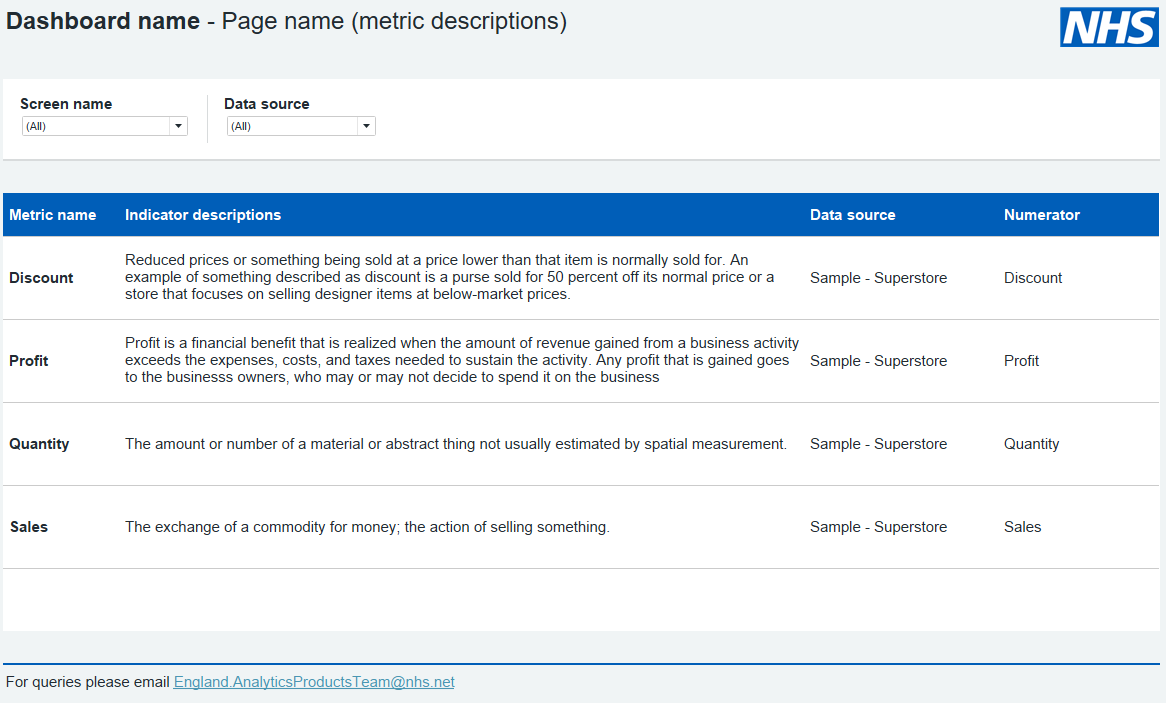 Dashboard name - Page name (metric descriptions)
NHS
Screen name
Data source
(All)
(All)
Metric name Indicator descriptions Data source Numerator
Discount
Reduced prices or something being sold at a price lower than that item is normally sold for. An
example of something described as discount is a purse sold for 50 percent off its normal price or a
store that focuses on selling designer items at below-market prices.
Sample - Superstore
Discount
Profit
Profit is a financial benefit that is realized when the amount of revenue gained from a business activity
exceeds the expenses, costs, and taxes needed to sustain the activity. Any profit that is gained goes
to the businesss owners, who may or may not decide to spend it on the business
Sample - Superstore
Profit
Quantity
The amount or number of a material or abstract thing not usually estimated by spatial measurement.
Sample - Superstore
Quantity
Sales
The exchange of a commodity for money; the action of selling something.
Sample - Superstore
Sales
For queries please email England.AnalyticsProductsTeam@nhs.net